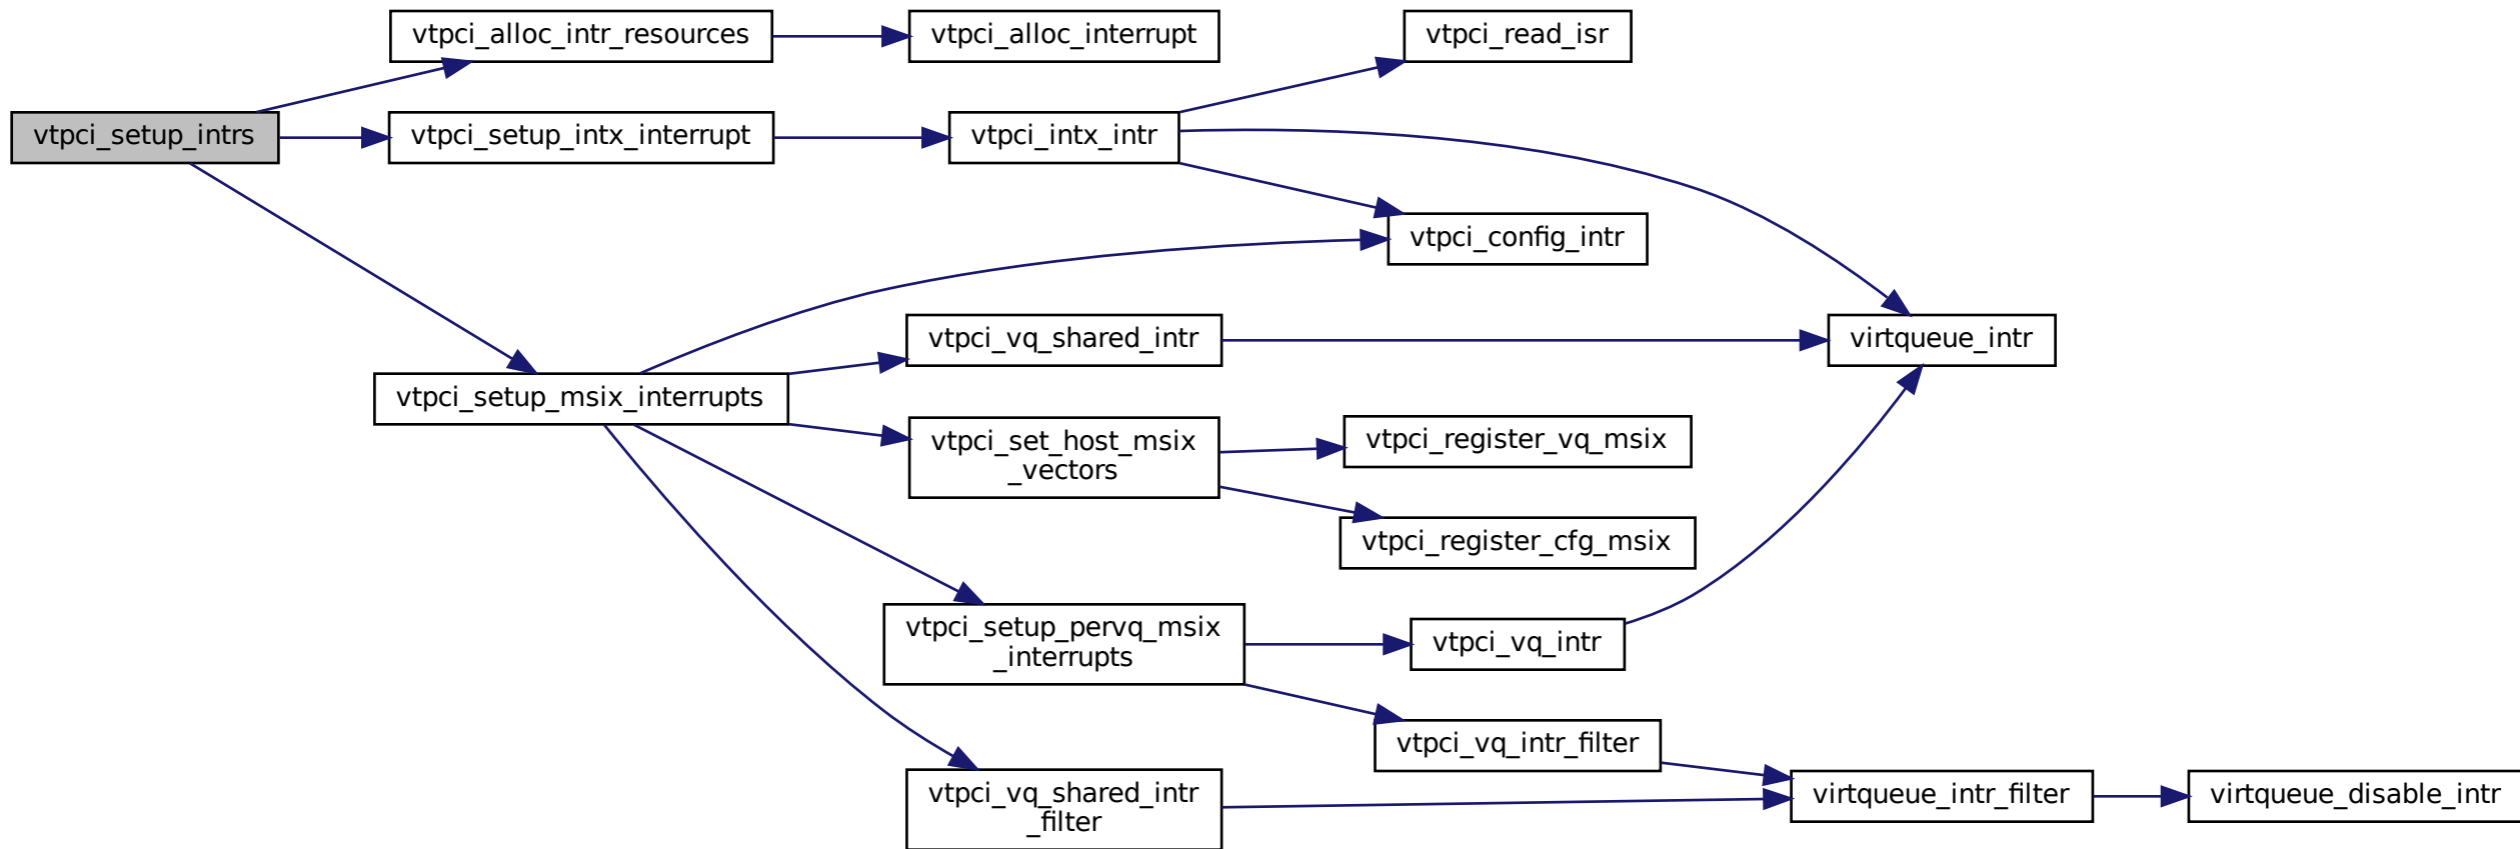 vtpci_alloc_intr_resources
vtpci_alloc_interrupt
vtpci_read_isr
vtpci_setup_intrs
vtpci_setup_intx_interrupt
vtpci_intx_intr
vtpci_config_intr
vtpci_vq_shared_intr
virtqueue_intr
vtpci_setup_msix_interrupts
vtpci_set_host_msix
_vectors
vtpci_register_vq_msix
vtpci_register_cfg_msix
vtpci_setup_pervq_msix
_interrupts
vtpci_vq_intr
vtpci_vq_intr_filter
vtpci_vq_shared_intr
_filter
virtqueue_intr_filter
virtqueue_disable_intr